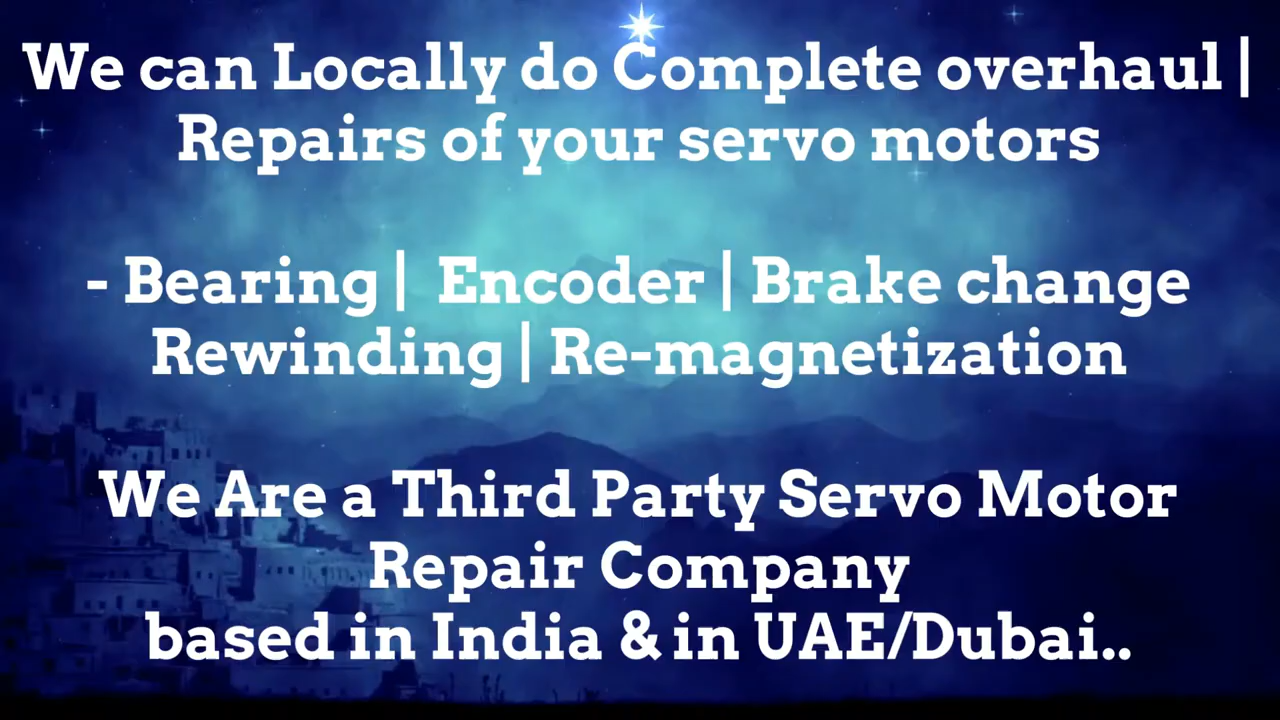 We can Locally do Complete overhaul |
Repairs of your servo motors
- Bearing | Encoder | Brake change
Rewinding | Re-magnetization
We Are a Third Party Servo Motor
Repair Company
based in India & in UAE/Dubai..